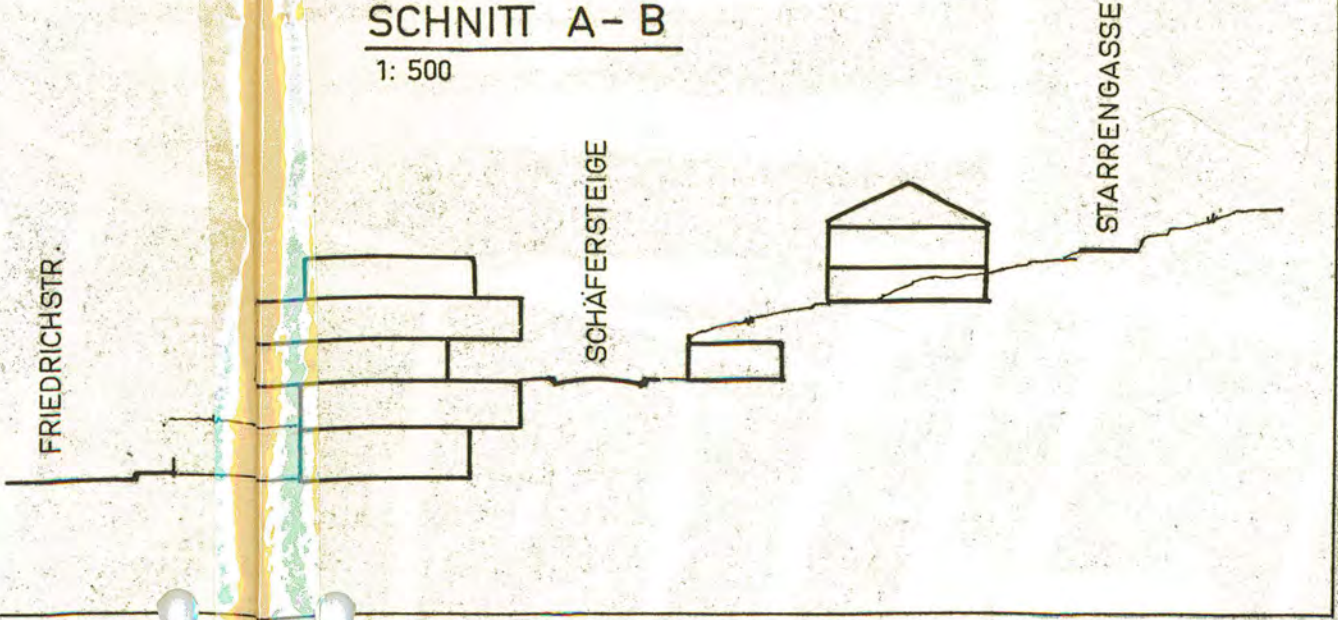 SCHNITT A-B
1: 500
FRIEDRICHSTR.
SCHÄFERSTEIGE
STARRENGASSE